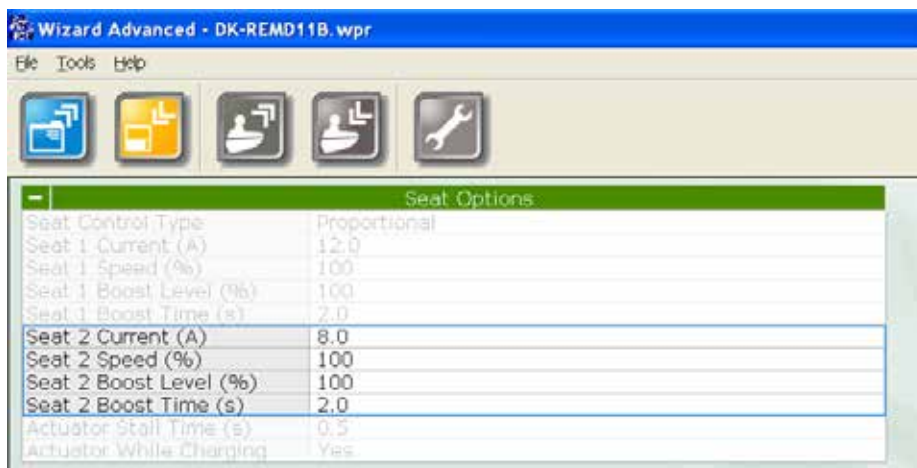 Wizard Advanced - DK-REMD11B.wpr
File Tools Help
Seat Options
Seat Control Type Proportional
Seat 1 Current (A) 12.0
Seat 1 Speed (%) 100
Seat 1 Boost Level (%) 100
Seat 1 Boost Time (s) 2.0
Seat 2 Current (A) 8.0
Seat 2 Speed (%) 100
Seat 2 Boost Level (%) 100
Seat 2 Boost Time (s) 2.0
Actuator Stall Time (s) 0.5
Actuator While Charging Yes